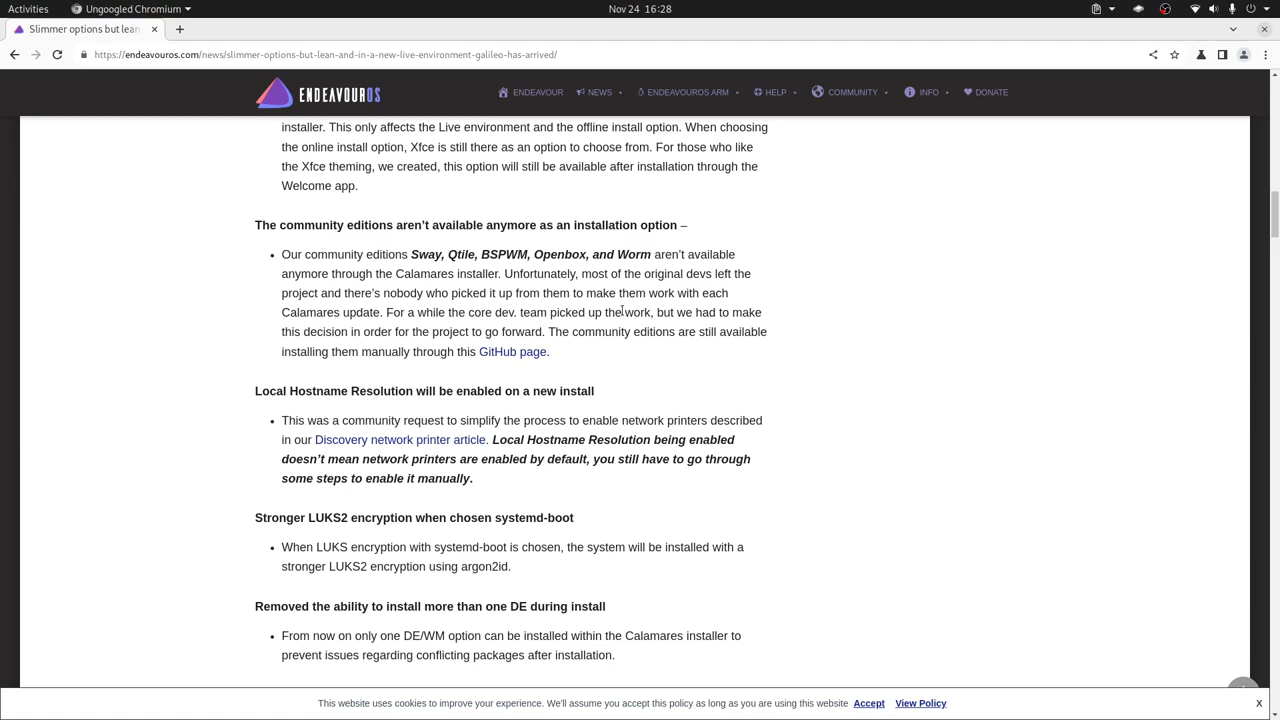 Activities
Ungoogled Chromium
Nov 24 16:28
Slimmer options but lean
https://endeavouros.com/news/slimmer-options-but-lean-and-in-a-new-live-environment-galileo-has-arrived/
ENDEAVOUROS
ENDEAVOUR
NEWS
ENDEAVOUROS ARM
HELP
COMMUNITY
INFO
DONATE
installer. This only affects the Live environment and the offline install option. When choosing
the online install option, Xfce is still there as an option to choose from. For those who like
the Xfce theming, we created, this option will still be available after installation through the
Welcome app.
The community editions aren’t available anymore as an installation option –
• Our community editions Sway, Qtile, BSPWM, Openbox, and Worm aren’t available
anymore through the Calamares installer. Unfortunately, most of the original devs left the
project and there’s nobody who picked it up from them to make them work with each
Calamares update. For a while the core dev. team picked up the work, but we had to make
this decision in order for the project to go forward. The community editions are still available
installing them manually through this GitHub page.
Local Hostname Resolution will be enabled on a new install
• This was a community request to simplify the process to enable network printers described
in our Discovery network printer article. Local Hostname Resolution being enabled
doesn’t mean network printers are enabled by default, you still have to go through
some steps to enable it manually.
Stronger LUKS2 encryption when chosen systemd-boot
• When LUKS encryption with systemd-boot is chosen, the system will be installed with a
stronger LUKS2 encryption using argon2id.
Removed the ability to install more than one DE during install
• From now on only one DE/WM option can be installed within the Calamares installer to
prevent issues regarding conflicting packages after installation.
This website uses cookies to improve your experience. We'll assume you accept this policy as long as you are using this website Accept View Policy
X